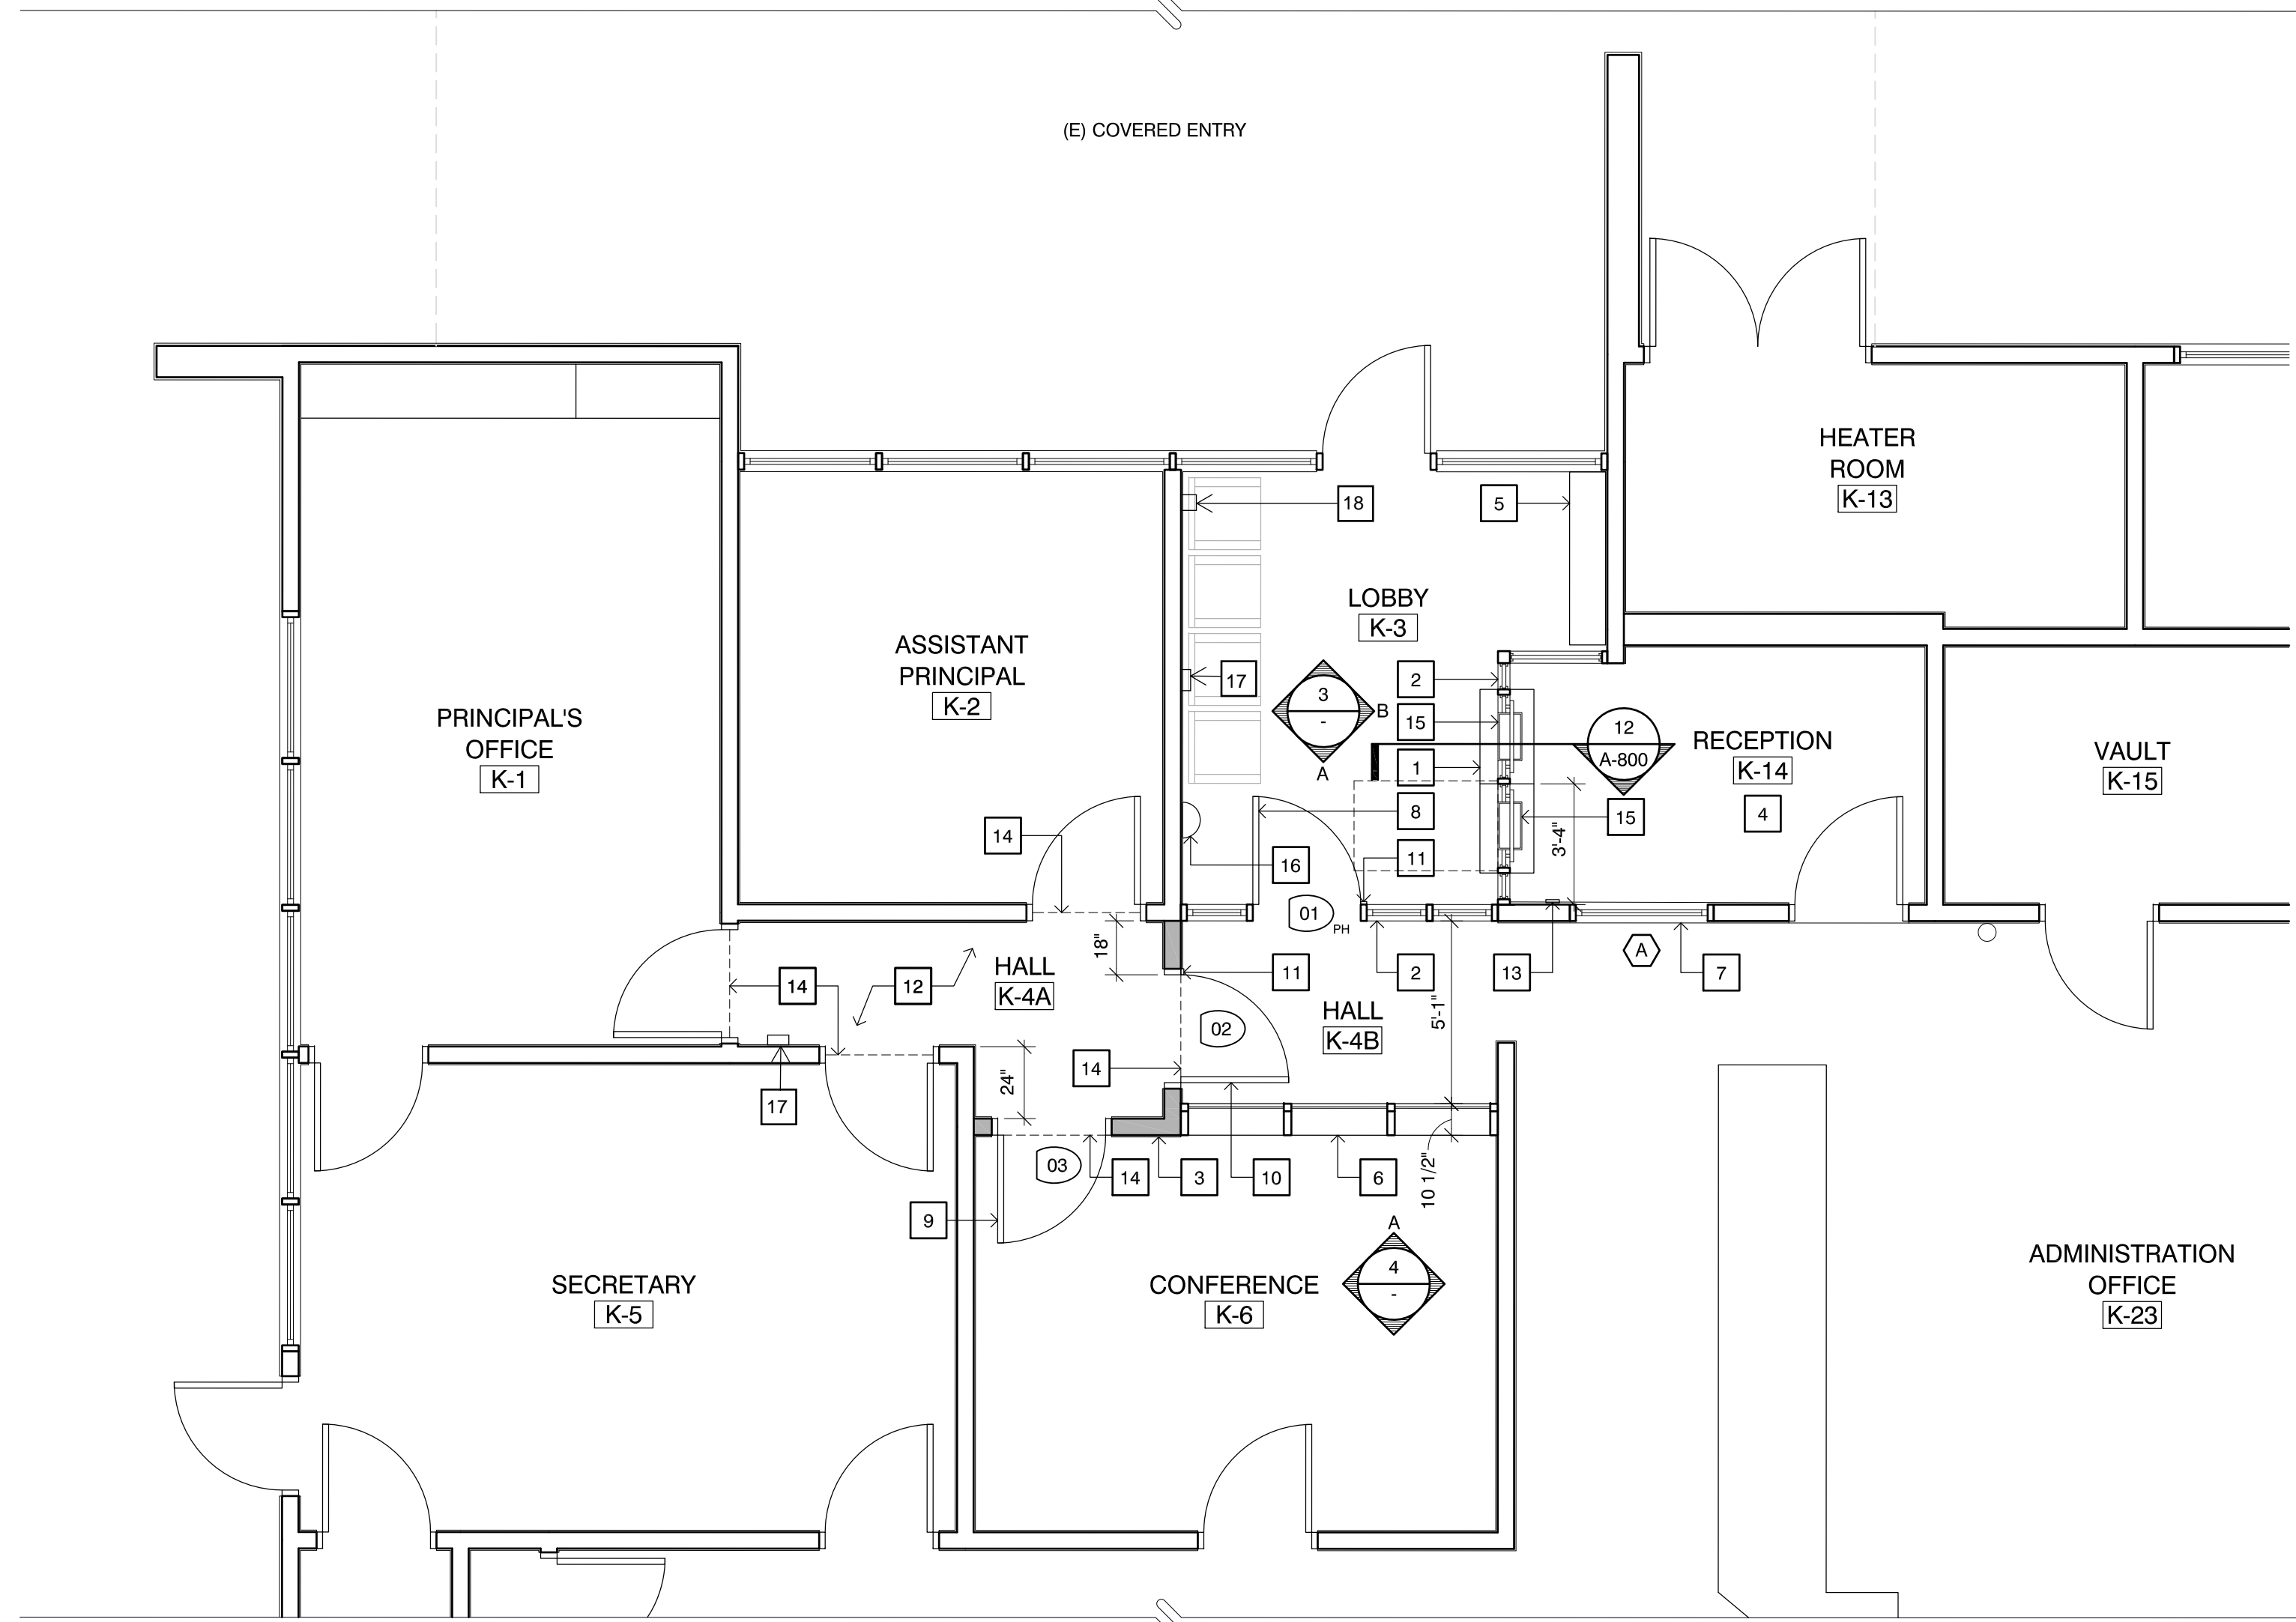 (E) COVERED ENTRY
HEATER
ROOM
K-13
18
5
LOBBY
K-3
ASSISTANT
PRINCIPAL
K-2
17
2
3
-
B
A
15
12
A-800
RECEPTION
K-14
4
PRINCIPAL'S
OFFICE
K-1
VAULT
K-15
1
8
15
3'-4"
14
16
11
01
PH
18"
HALL
K-4A
14
12
11
2
13
A
7
HALL
K-4B
5'-1"
02
14
24"
17
03
14
3
10
6
10 1/2"
9
A
4
-
SECRETARY
K-5
CONFERENCE
K-6
ADMINISTRATION
OFFICE
K-23